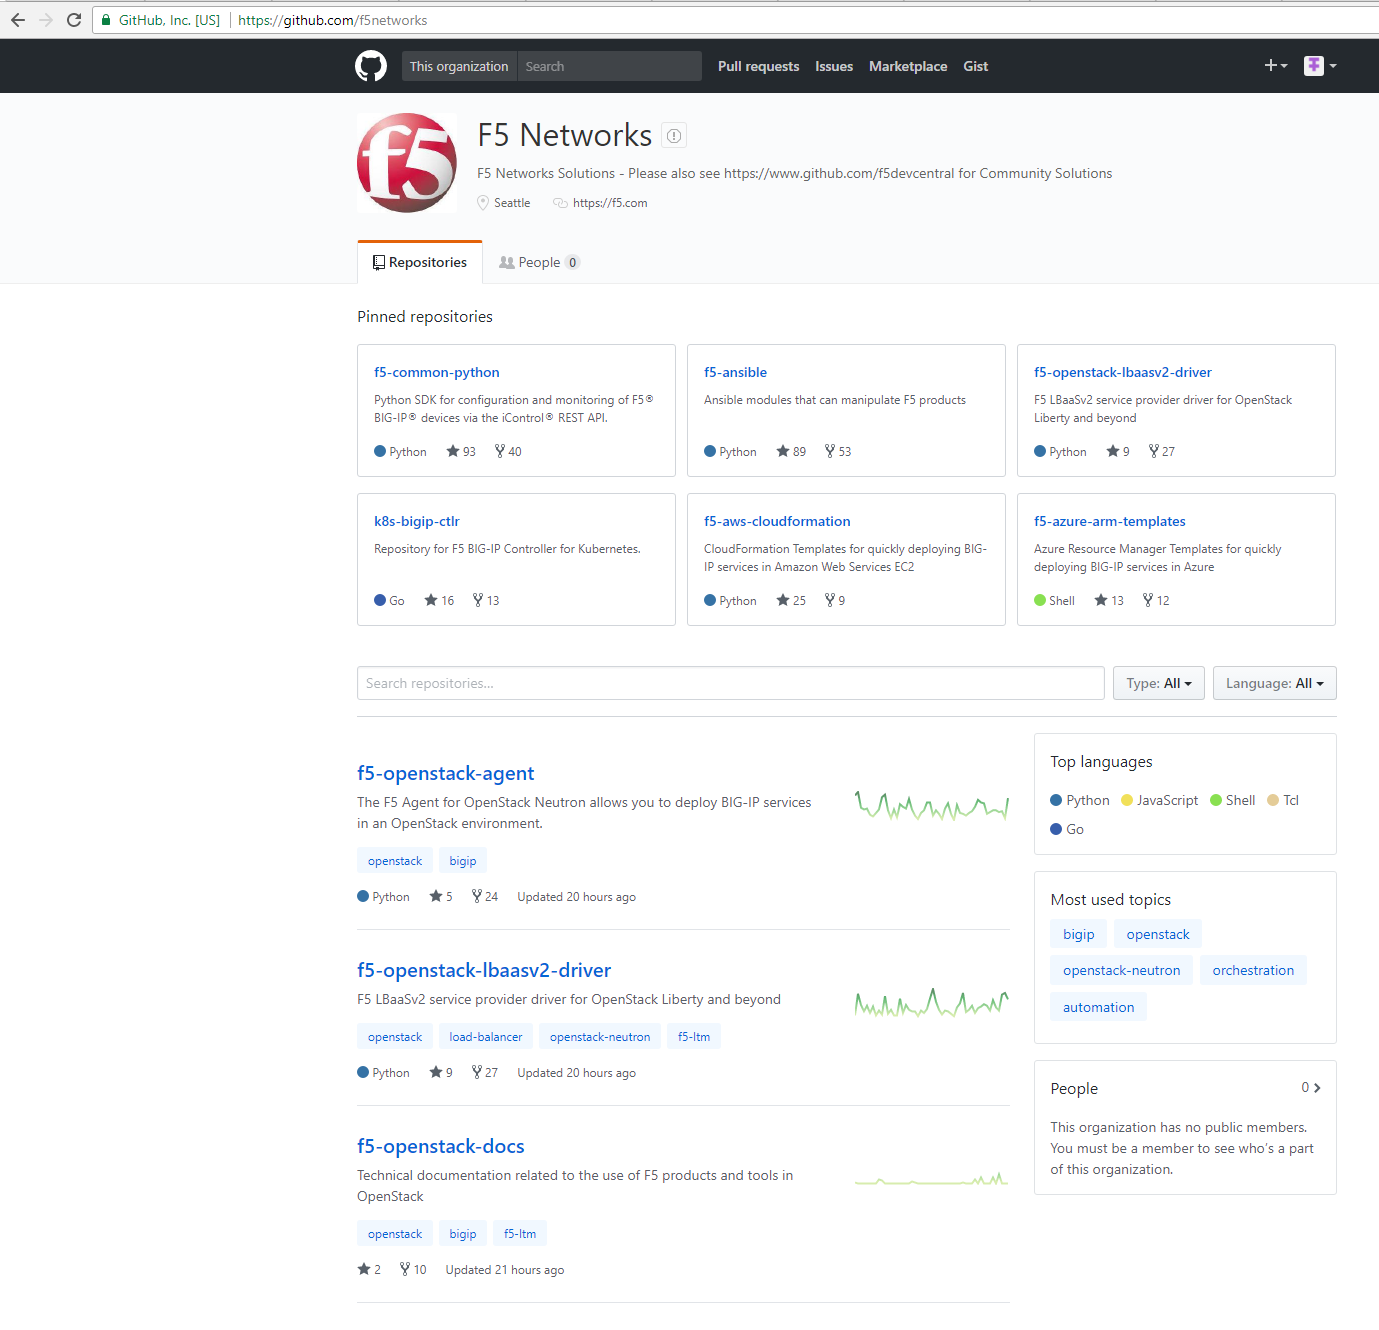 GitHub, Inc. [US] https://github.com/f5networks
This organization Search Pull requests Issues Marketplace Gist
f5
F5 Networks
F5 Networks Solutions - Please also see https://www.github.com/f5devcentral for Community Solutions
Seattle https://f5.com
Repositories People 0
Pinned repositories
f5-common-python
Python SDK for configuration and monitoring of F5®
BIG-IP® devices via the iControl® REST API.
Python 93 40
f5-ansible
Ansible modules that can manipulate F5 products
Python 89 53
f5-openstack-lbaasv2-driver
F5 LBaaSv2 service provider driver for OpenStack
Liberty and beyond
Python 9 27
k8s-bigip-ctlr
Repository for F5 BIG-IP Controller for Kubernetes.
Go 16 13
f5-aws-cloudformation
CloudFormation Templates for quickly deploying BIG-
IP services in Amazon Web Services EC2
Python 25 9
f5-azure-arm-templates
Azure Resource Manager Templates for quickly
deploying BIG-IP services in Azure
Shell 13 12
Search repositories... Type: All Language: All
f5-openstack-agent
The F5 Agent for OpenStack Neutron allows you to deploy BIG-IP services
in an OpenStack environment.
openstack bigip
Python 5 24 Updated 20 hours ago
f5-openstack-lbaasv2-driver
F5 LBaaSv2 service provider driver for OpenStack Liberty and beyond
openstack load-balancer openstack-neutron f5-ltm
Python 9 27 Updated 20 hours ago
f5-openstack-docs
Technical documentation related to the use of F5 products and tools in
OpenStack
openstack bigip f5-ltm
2 10 Updated 21 hours ago
Top languages
Python JavaScript Shell Tcl
Go
Most used topics
bigip openstack
openstack-neutron orchestration
automation
People 0
This organization has no public members.
You must be a member to see who's a part
of this organization.